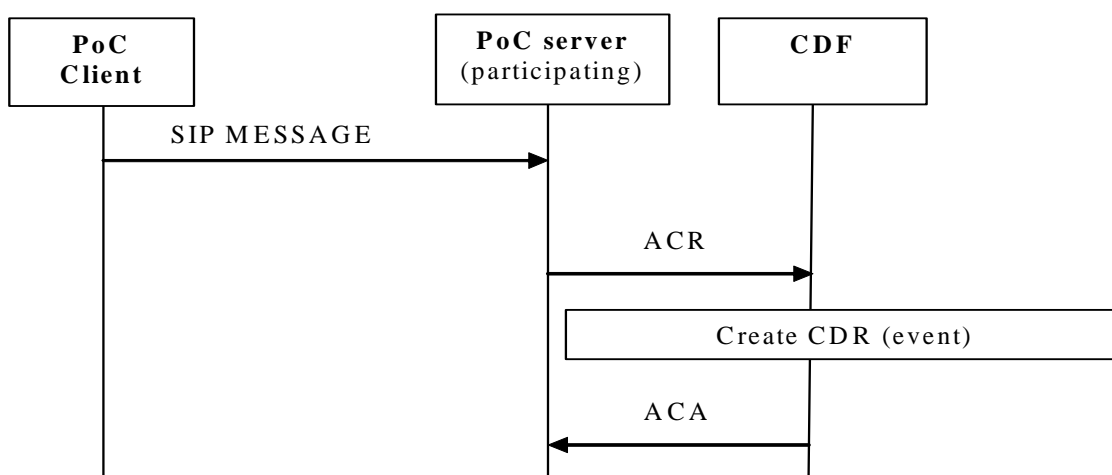 PoC
Client
PoC server
(participating)
CDF
SIP MESSAGE
ACR
Create CDR (event)
ACA